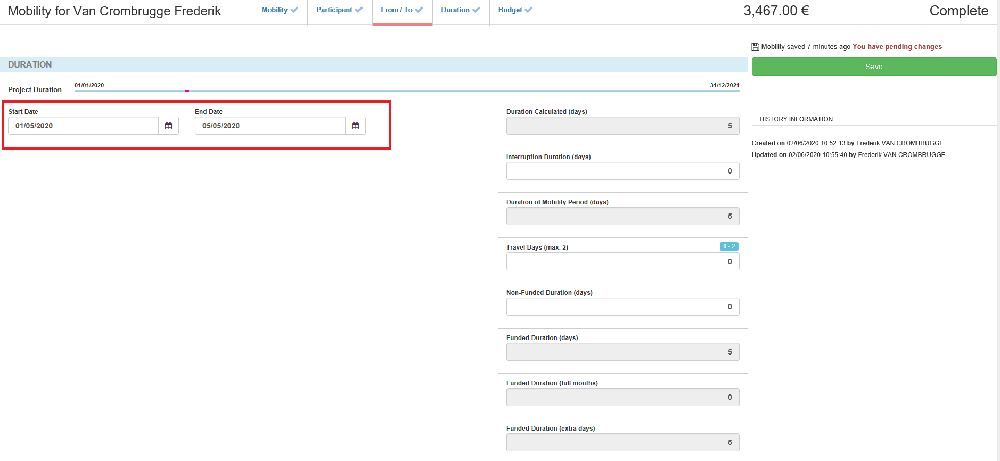 Mobility for Van Crombrugge Frederik
Mobility
Participant
From / To
Duration
Budget
3,467.00 €
Complete
Mobility saved 7 minutes ago You have pending changes
Save
DURATION
Project Duration
01/01/2020
31/12/2021
Start Date
01/05/2020
End Date
05/05/2020
Duration Calculated (days)
5
Interruption Duration (days)
0
Duration of Mobility Period (days)
5
Travel Days (max. 2)
0 - 2
0
Non-Funded Duration (days)
0
Funded Duration (days)
5
Funded Duration (full months)
0
Funded Duration (extra days)
5
HISTORY INFORMATION
Created on 02/06/2020 10:52:13 by Frederik VAN CROMBRUGGE
Updated on 02/06/2020 10:55:40 by Frederik VAN CROMBRUGGE